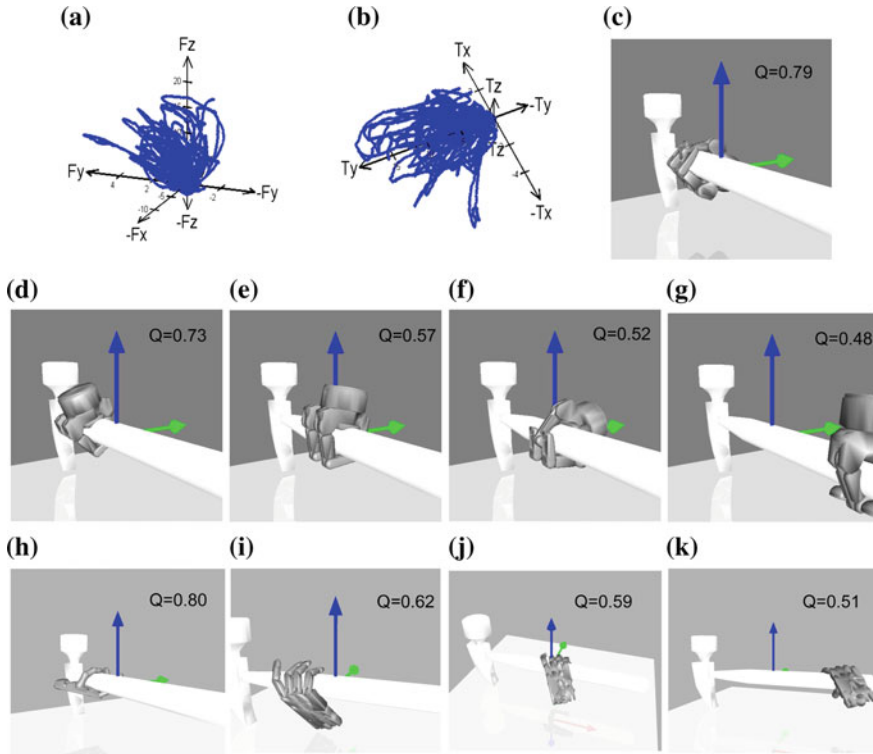 (a)
Fz
20
Fy
4
2
-5
-10
-Fx
-Fz
-2
-Fy
(b)
Tx
Tz
-Ty
Ty
Tz
-4
-Tx
(c)
Q=0.79
(d)
Q=0.73
(e)
Q=0.57
(f)
Q=0.52
(g)
Q=0.48
(h)
Q=0.80
(i)
Q=0.62
(j)
Q=0.59
(k)
Q=0.51